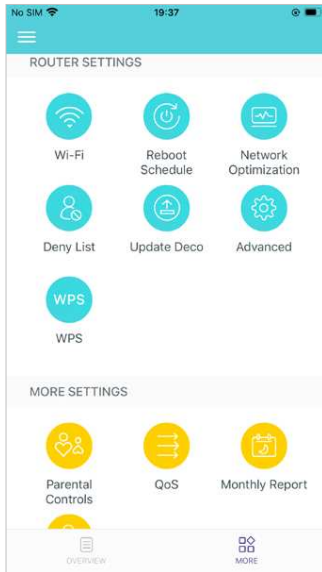 No SIM 19:37
ROUTER SETTINGS
Wi-Fi Reboot Schedule Network Optimization
Deny List Update Deco Advanced
WPS
WPS
MORE SETTINGS
Parental Controls QoS Monthly Report
OVERVIEW MORE